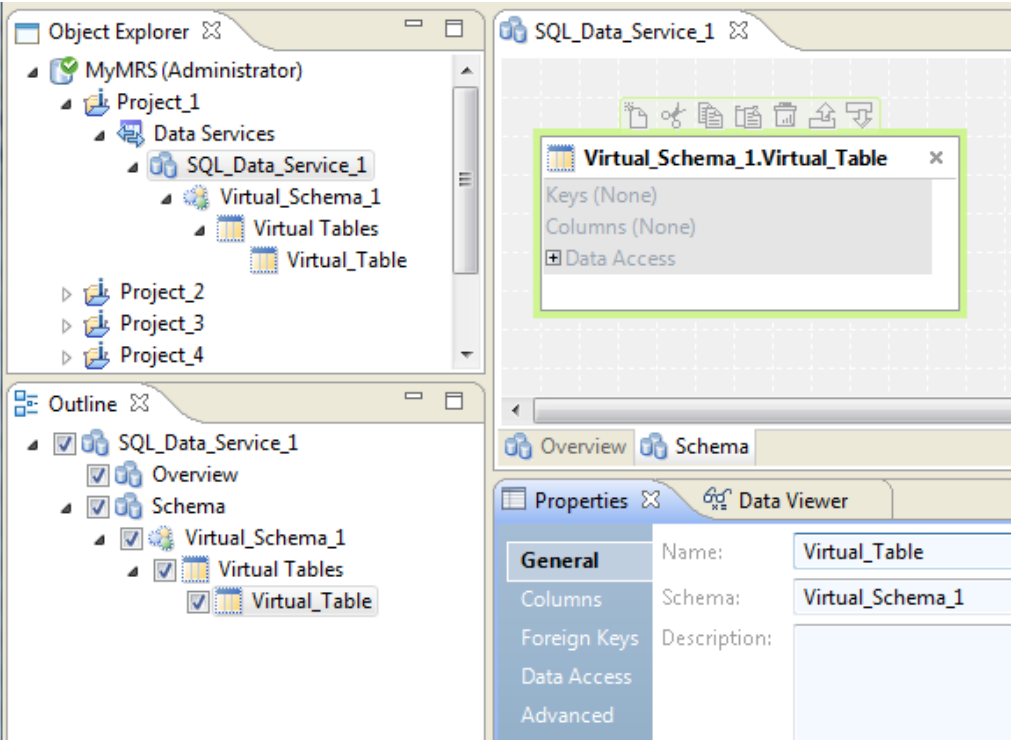 Object Explorer
MyMRS (Administrator)
Project_1
Data Services
SQL_Data_Service_1
Virtual_Schema_1
Virtual Tables
Virtual_Table
Project_2
Project_3
Project_4
Outline
SQL_Data_Service_1
Overview
Schema
Virtual_Schema_1
Virtual Tables
Virtual_Table
SQL_Data_Service_1
Virtual_Schema_1.Virtual_Table
Keys (None)
Columns (None)
Data Access
Overview Schema
Properties Data Viewer
General
Columns
Foreign Keys
Data Access
Advanced
Name: Virtual_Table
Schema: Virtual_Schema_1
Description: